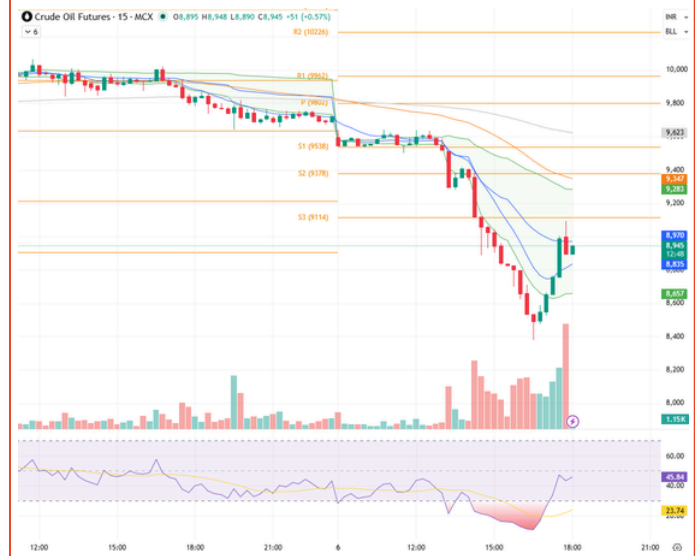 Crude Oil Futures · 15 · MCX O8,895 H8,948 L8,890 C8,945 +51 (+0.57%)
6
INR
BLL
R2 (10226)
R1 (9962)
P (9802)
S1 (9538)
S2 (9378)
S3 (9114)
10,000
9,800
9,623
9,400
9,347
9,283
9,200
8,970
8,945
12:48
8,835
8,657
8,600
8,400
8,200
8,000
1.15K
60.00
45.84
23.74
12:00 15:00 18:00 21:00 6 12:00 15:00 18:00 21:00